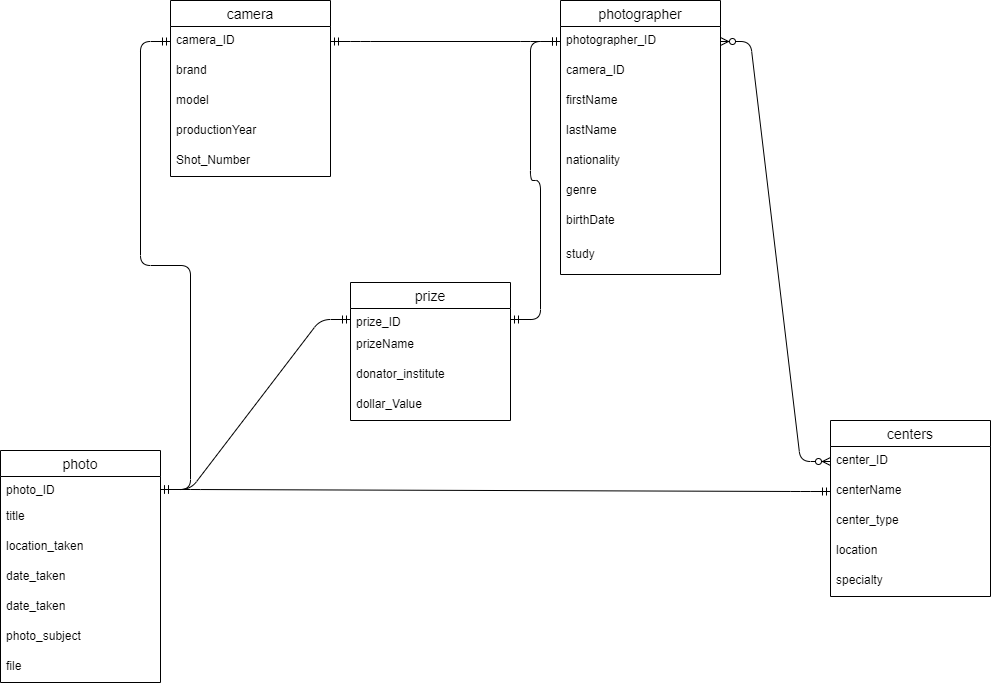 camera
camera_ID
brand
model
productionYear
Shot_Number
photographer
photographer_ID
camera_ID
firstName
lastName
nationality
genre
birthDate
study
prize
prize_ID
prizeName
donator_institute
dollar_Value
centers
center_ID
centerName
center_type
location
specialty
photo
photo_ID
title
location_taken
date_taken
date_taken
photo_subject
file